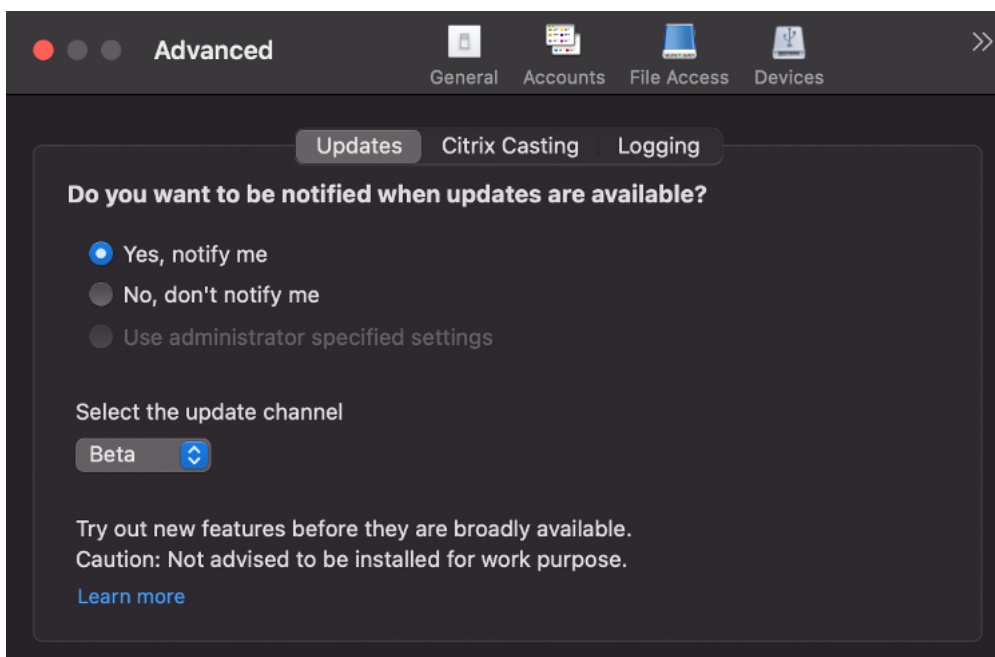 Advanced
General
Accounts
File Access
Devices
Updates
Citrix Casting
Logging
Do you want to be notified when updates are available?
Yes, notify me
No, don't notify me
Use administrator specified settings
Select the update channel
Beta
Try out new features before they are broadly available.
Caution: Not advised to be installed for work purpose.
Learn more